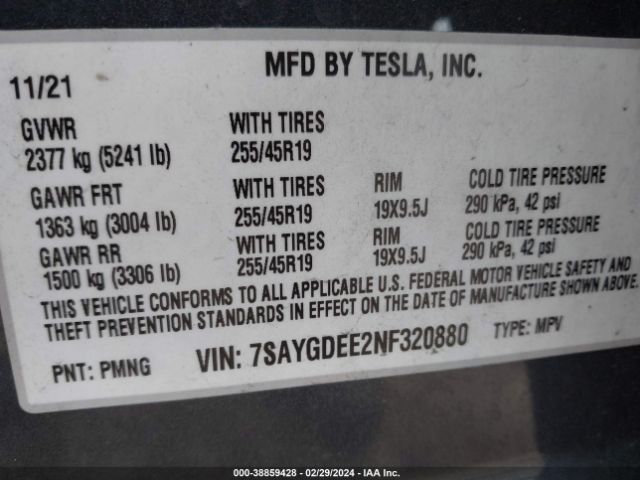 MFD BY TESLA, INC.
11/21
GVWR WITH TIRES
2377 kg (5241 lb) 255/45R19
GAWR FRT WITH TIRES RIM COLD TIRE PRESSURE
1363 kg (3004 lb) 255/45R19 19X9.5J 290 kPa, 42 psi
GAWR RR WITH TIRES RIM COLD TIRE PRESSURE
1500 kg (3306 lb) 255/45R19 19X9.5J 290 kPa, 42 psi
THIS VEHICLE CONFORMS TO ALL APPLICABLE U.S. FEDERAL MOTOR VEHICLE SAFETY AND
THEFT PREVENTION STANDARDS IN EFFECT ON THE DATE OF MANUFACTURE SHOWN ABOVE.
PNT: PMNG VIN: 7SAYGDEE2NF320880 TYPE: MPV
000-38859428 - 02/29/2024 - IAA Inc.